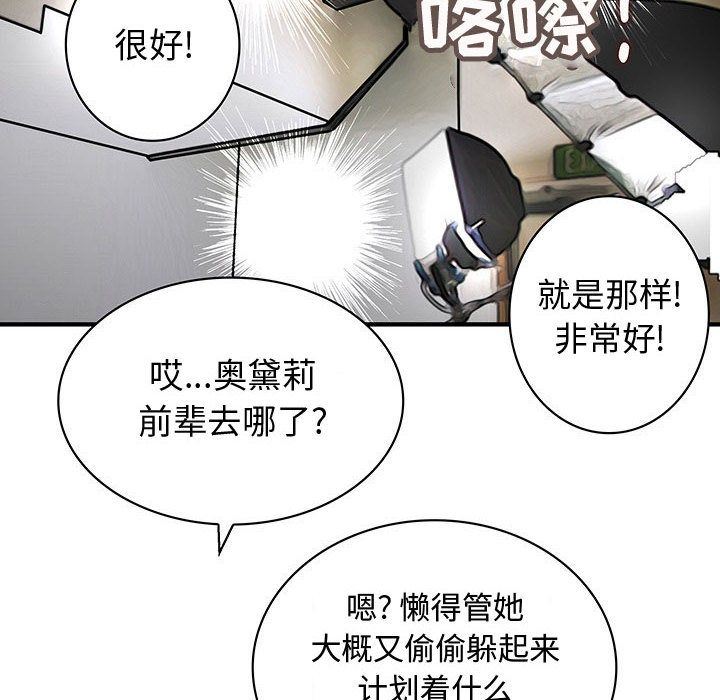 咯嚓!
很好!
就是那样!
非常好!
哎...奥黛莉
前辈去哪了?
嗯? 懒得管她
大概又偷偷躲起来
计划着什么